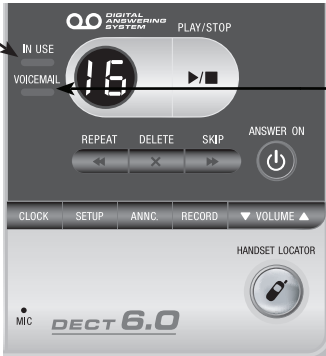 DIGITAL
ANSWERING
SYSTEM
PLAY/STOP
IN USE
16
VOICEMAIL
REPEAT DELETE SKIP
ANSWER ON
CLOCK SETUP ANNC. RECORD VOLUME
HANDSET LOCATOR
MIC
DECT 6.0